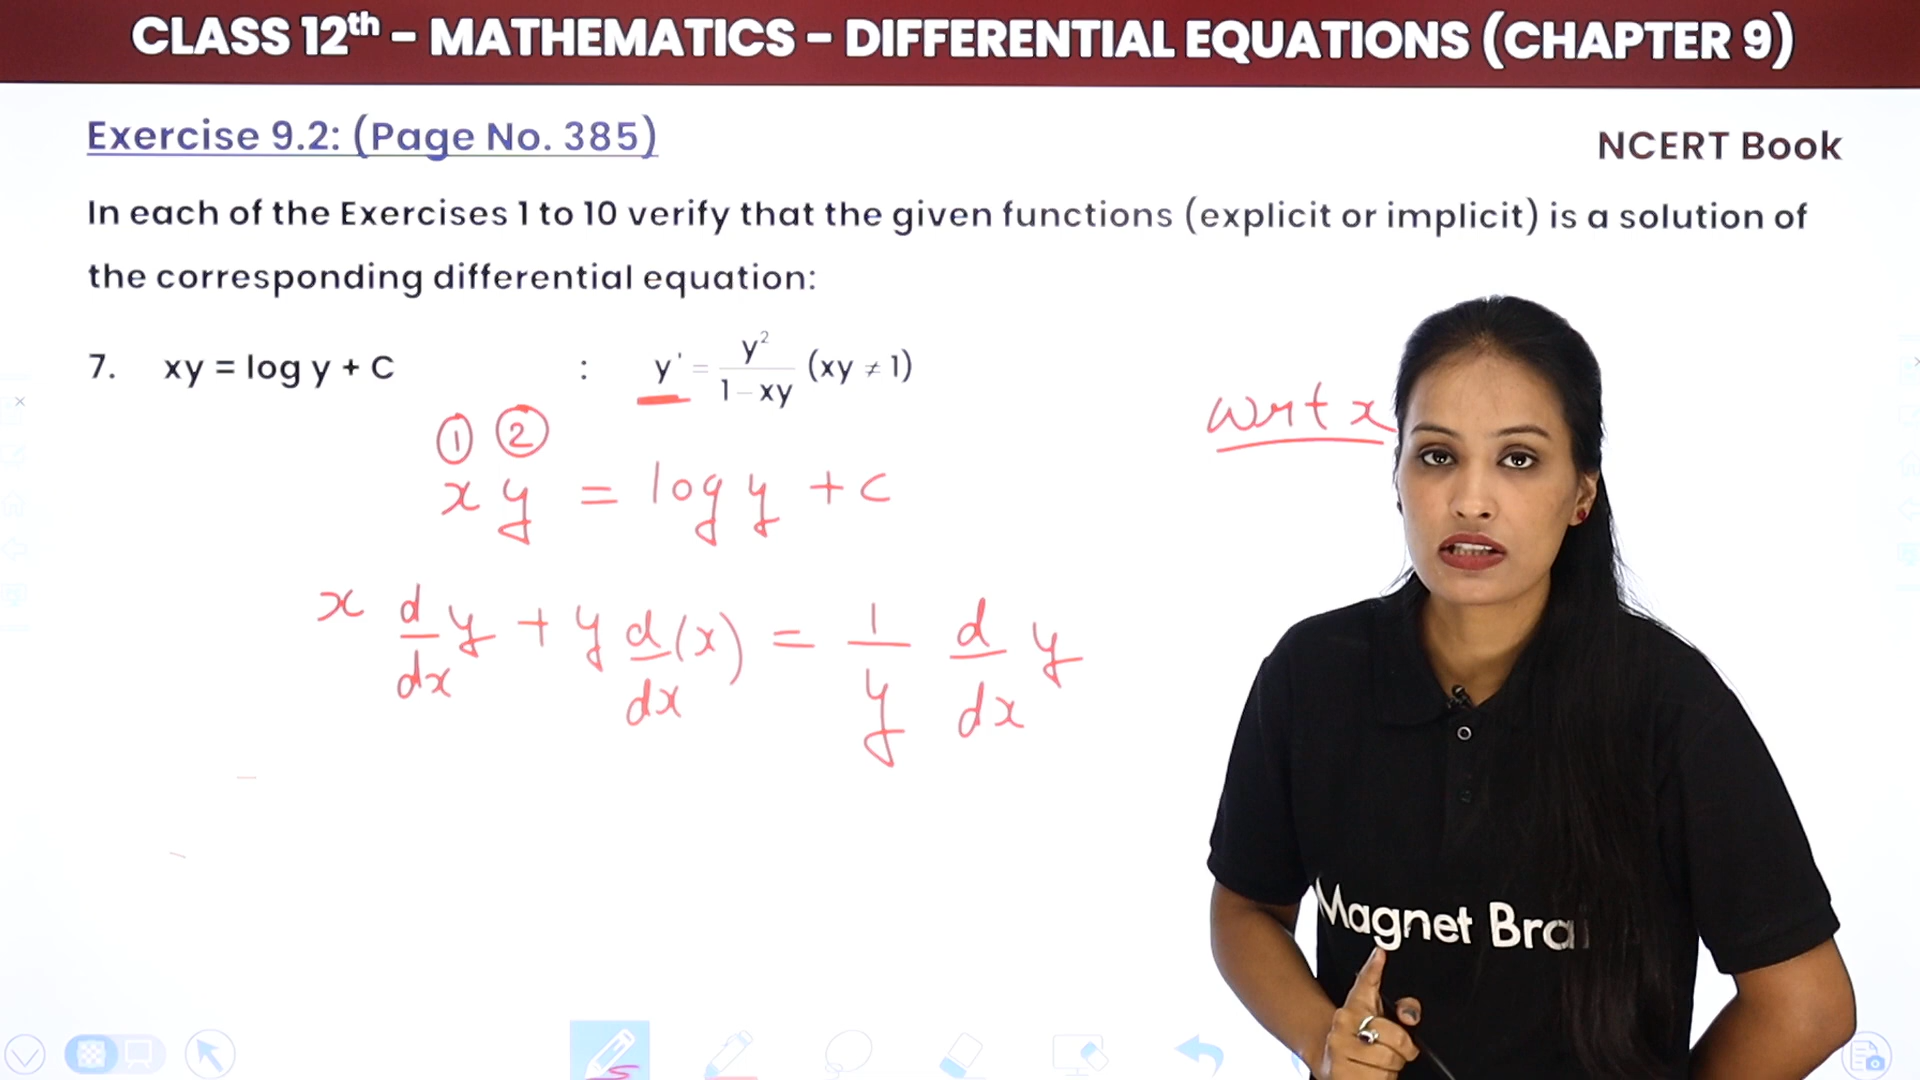 CLASS 12th - MATHEMATICS - DIFFERENTIAL EQUATIONS (CHAPTER 9)
Exercise 9.2: (Page No. 385)
NCERT Book
In each of the Exercises 1 to 10 verify that the given functions (explicit or implicit) is a solution of
the corresponding differential equation:
7. xy = log y + C : y' = y²/(1 - xy) (xy ≠ 1)
wrt x
① ②
x y = log y + c
x d/dx y + y d/dx (x) = 1/y d/dx y
Magnet Bra